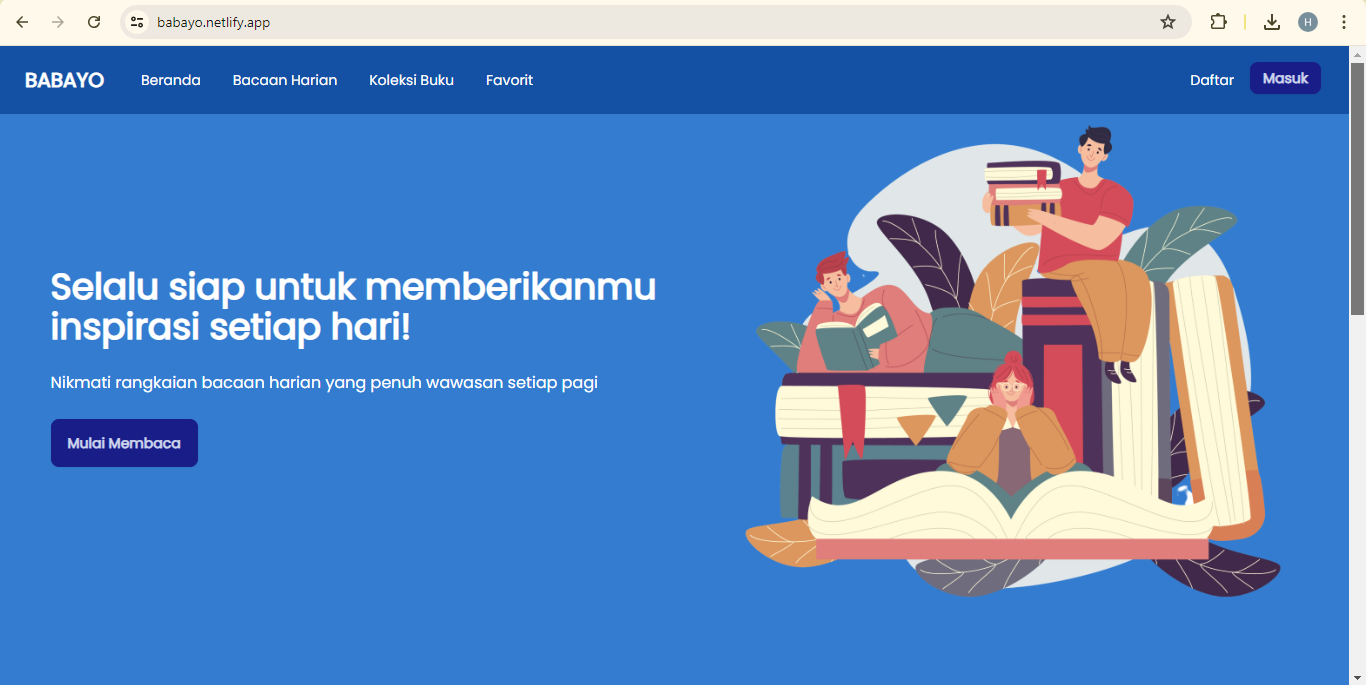 babayo.netlify.app
H
BABAYO Beranda Bacaan Harian Koleksi Buku Favorit Daftar Masuk
Selalu siap untuk memberikanmu
inspirasi setiap hari!
Nikmati rangkaian bacaan harian yang penuh wawasan setiap pagi
Mulai Membaca